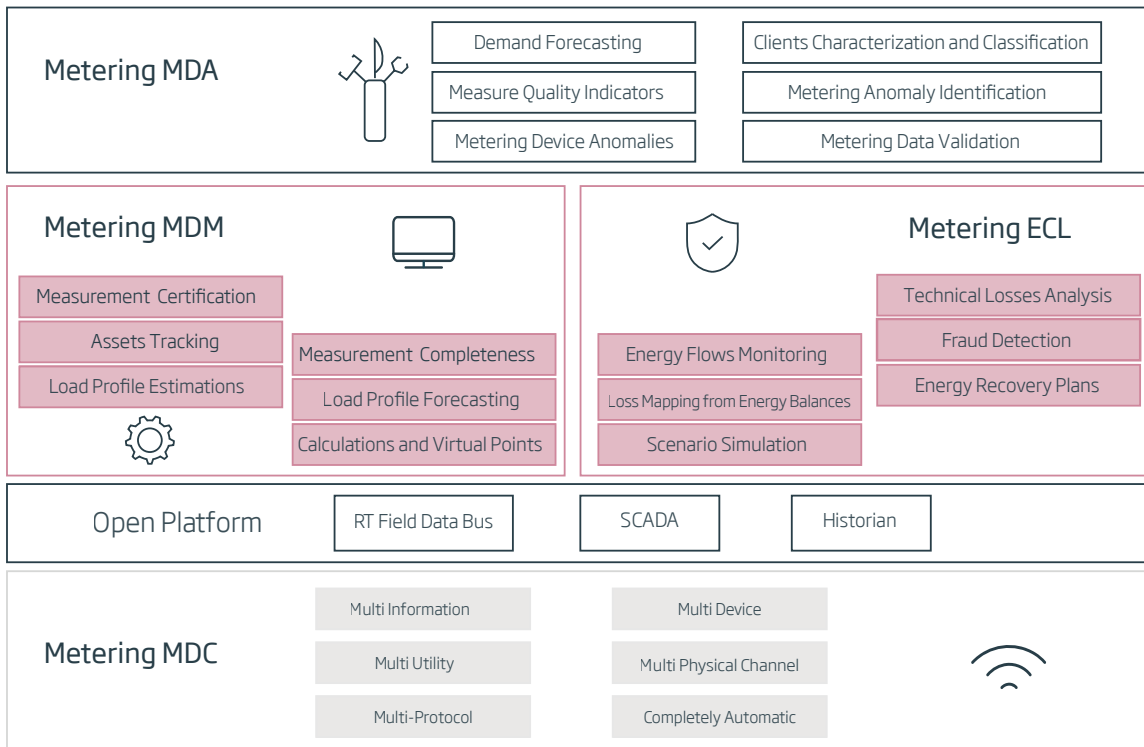 Metering MDA
Demand Forecasting
Clients Characterization and Classification
Measure Quality Indicators
Metering Anomaly Identification
Metering Device Anomalies
Metering Data Validation
Metering MDM
Measurement Certification
Assets Tracking
Load Profile Estimations
Measurement Completeness
Load Profile Forecasting
Calculations and Virtual Points
Metering ECL
Technical Losses Analysis
Fraud Detection
Energy Recovery Plans
Energy Flows Monitoring
Loss Mapping from Energy Balances
Scenario Simulation
Open Platform
RT Field Data Bus
SCADA
Historian
Metering MDC
Multi Information
Multi Device
Multi Utility
Multi Physical Channel
Multi-Protocol
Completely Automatic